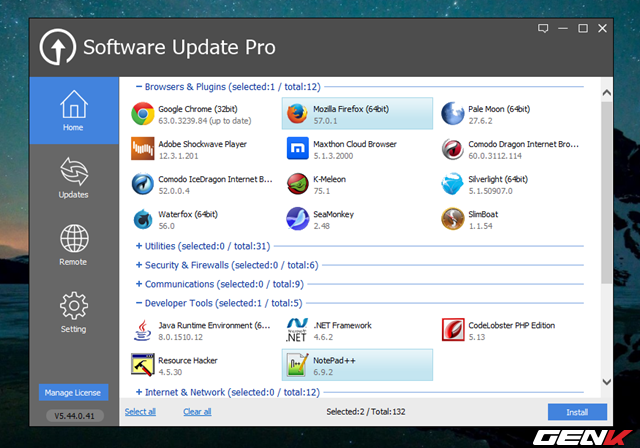 Software Update Pro
Browsers & Plugins (selected:1 / total:12)
Google Chrome (32bit)
63.0.3239.84 (up to date)
Mozilla Firefox (64bit)
57.0.1
Pale Moon (64bit)
27.6.2
Adobe Shockwave Player
12.3.1.201
Maxthon Cloud Browser
5.1.3.2000
Comodo Dragon Internet Bro...
60.0.3112.114
Comodo IceDragon Internet B...
52.0.0.4
K-Meleon
75.1
Silverlight (64bit)
5.1.50907.0
Waterfox (64bit)
56.0
SeaMonkey
2.48
SlimBoat
1.1.54
Utilities (selected:0 / total:31)
Security & Firewalls (selected:0 / total:6)
Communications (selected:0 / total:9)
Developer Tools (selected:1 / total:5)
Java Runtime Environment (6...
8.0.1510.12
.NET
.NET Framework
4.6.2
CodeLobster PHP Edition
5.13
Resource Hacker
4.5.30
NotePad++
6.9.2
Internet & Network (selected:0 / total:12)
Home
Updates
Remote
Setting
Manage License
V5.44.0.41
Select all
Clear all
Selected:2 / Total:132
Install
GENK